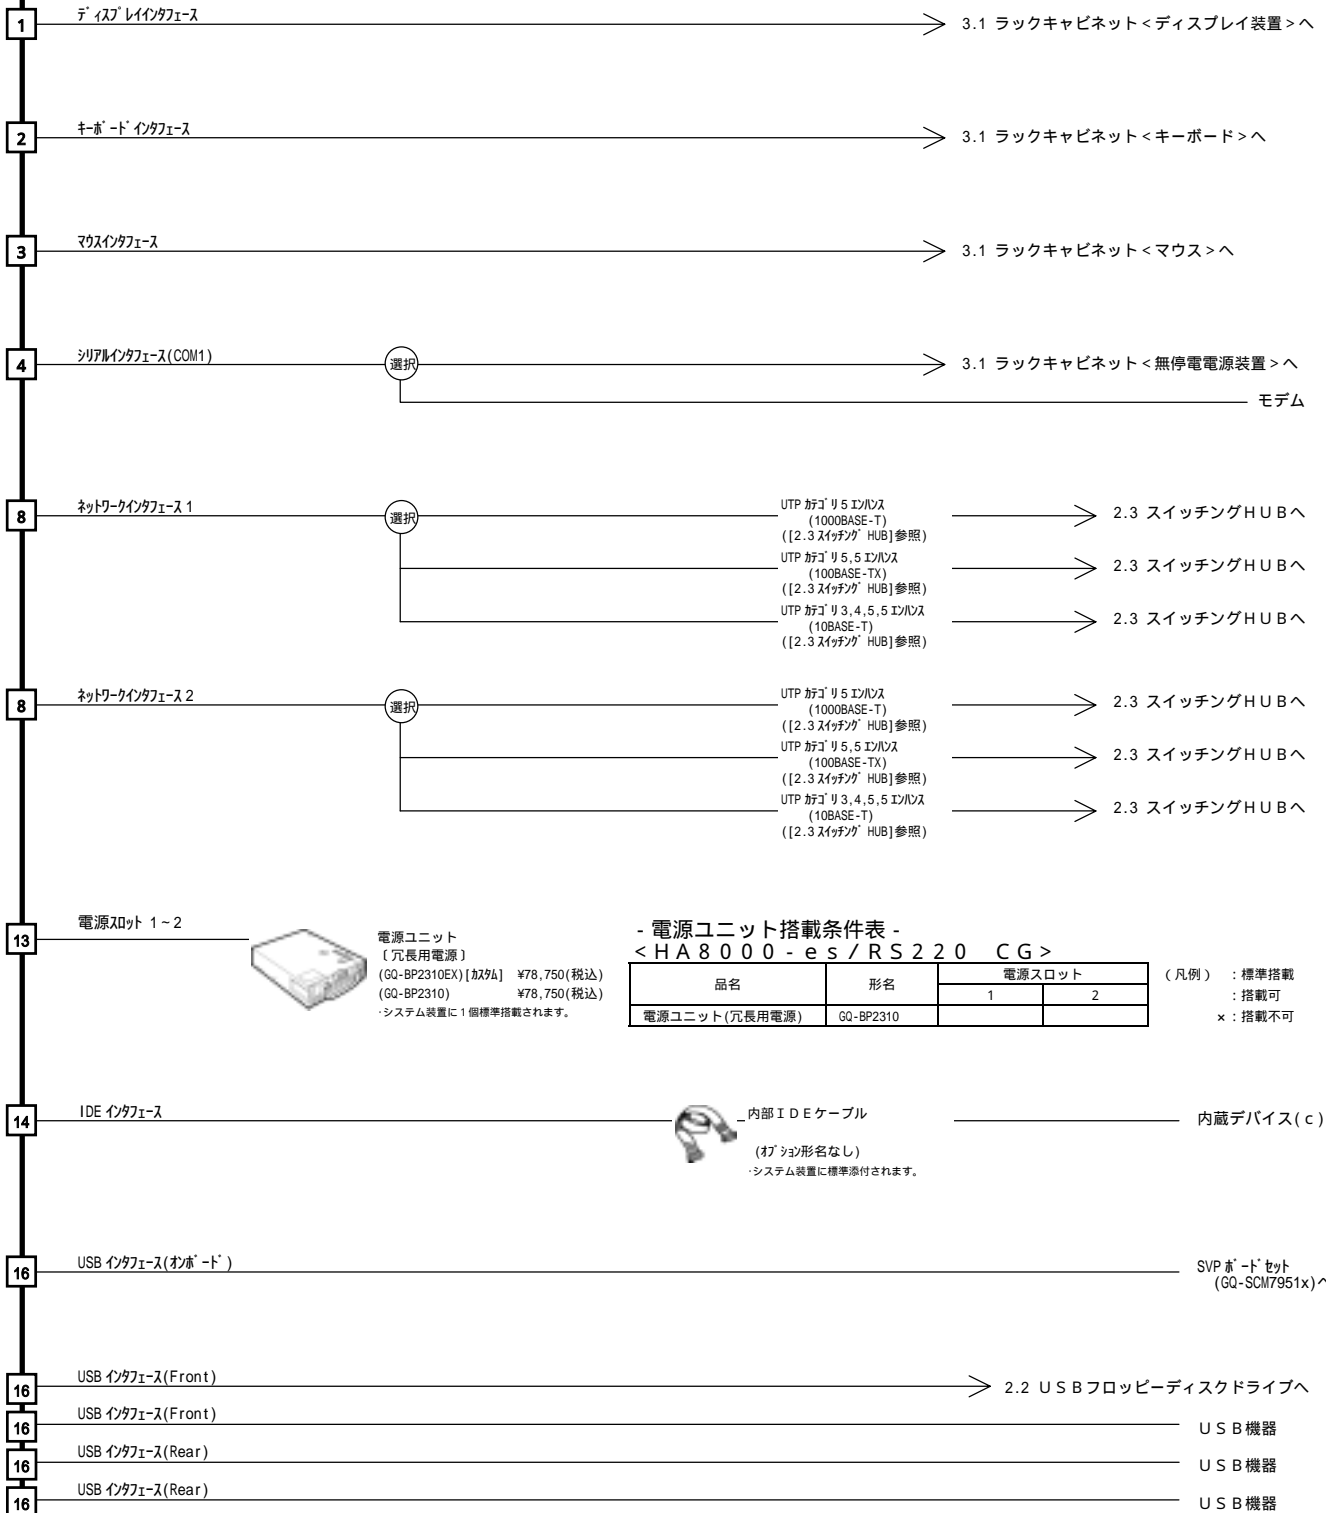 1
ディスプレイインタフェース
3.1 ラックキャビネット<ディスプレイ装置>へ
2
キーボードインタフェース
3.1 ラックキャビネット<キーボード>へ
3
マウスインタフェース
3.1 ラックキャビネット<マウス>へ
4
シリアルインタフェース(COM1)
選択
3.1 ラックキャビネット<無停電電源装置>へ
モデム
8
ネットワークインタフェース 1
選択
UTP カテゴリ 5 エンハンス
(1000BASE-T)
([2.3 スイッチング HUB]参照)
2.3 スイッチングHUBへ
UTP カテゴリ 5,5 エンハンス
(100BASE-TX)
([2.3 スイッチング HUB]参照)
2.3 スイッチングHUBへ
UTP カテゴリ 3,4,5,5 エンハンス
(10BASE-T)
([2.3 スイッチング HUB]参照)
2.3 スイッチングHUBへ
8
ネットワークインタフェース 2
選択
UTP カテゴリ 5 エンハンス
(1000BASE-T)
([2.3 スイッチング HUB]参照)
2.3 スイッチングHUBへ
UTP カテゴリ 5,5 エンハンス
(100BASE-TX)
([2.3 スイッチング HUB]参照)
2.3 スイッチングHUBへ
UTP カテゴリ 3,4,5,5 エンハンス
(10BASE-T)
([2.3 スイッチング HUB]参照)
2.3 スイッチングHUBへ
13
電源スロット 1~2
電源ユニット
〔冗長用電源〕
(GQ-BP2310EX)[カスタム] ¥78,750(税込)
(GQ-BP2310) ¥78,750(税込)
・システム装置に1個標準搭載されます。
- 電源ユニット搭載条件表 -
<HA8000-es/RS220 CG>
品名 形名 電源スロット
1 2
電源ユニット(冗長用電源) GQ-BP2310
(凡例) :標準搭載
:搭載可
×:搭載不可
14
IDE インタフェース
内部IDEケーブル
(オプション形名なし)
・システム装置に標準添付されます。
内蔵デバイス(c)
16
USB インタフェース(オンボード)
SVP ボードセット
(GQ-SCM7951x)へ
16
USB インタフェース(Front)
2.2 USBフロッピーディスクドライブへ
16
USB インタフェース(Front)
USB機器
16
USB インタフェース(Rear)
USB機器
16
USB インタフェース(Rear)
USB機器